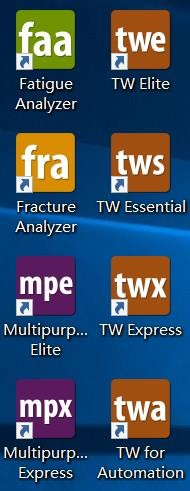 faa
Fatigue
Analyzer
twe
TW Elite
fra
Fracture
Analyzer
tws
TW Essential
mpe
Multipurp...
Elite
twx
TW Express
mpx
Multipurp...
Express
twa
TW for
Automation